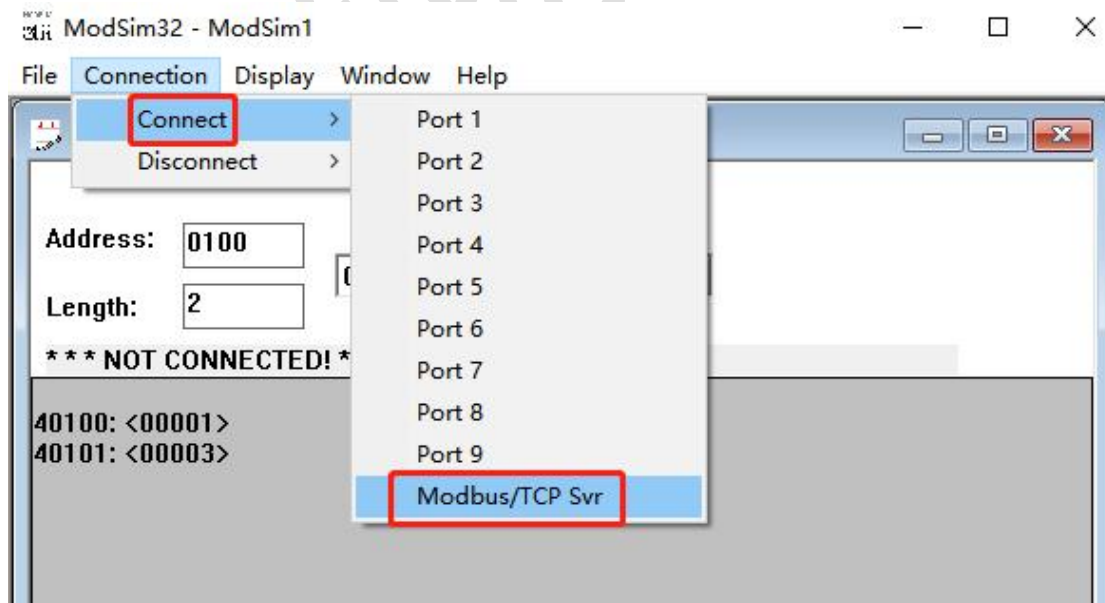 ModSim32 - ModSim1
File Connection Display Window Help
Connect > Port 1
Disconnect > Port 2
Port 3
Address: 0100 Port 4
Port 5
Length: 2 Port 6
* * * NOT CONNECTED! * Port 7
40100: <00001> Port 8
40101: <00003> Port 9
Modbus/TCP Svr